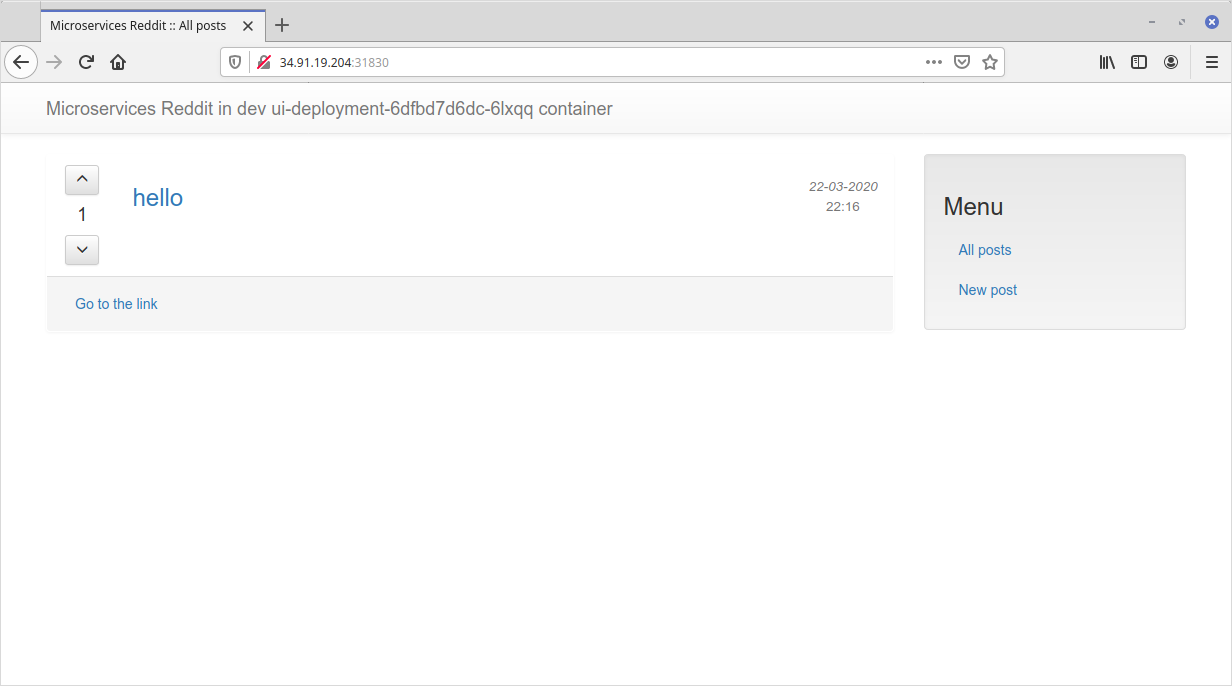 Microservices Reddit :: All posts
34.91.19.204:31830
Microservices Reddit in dev ui-deployment-6dfbd7d6dc-6lxqq container
hello
1
22-03-2020
22:16
Go to the link
Menu
All posts
New post